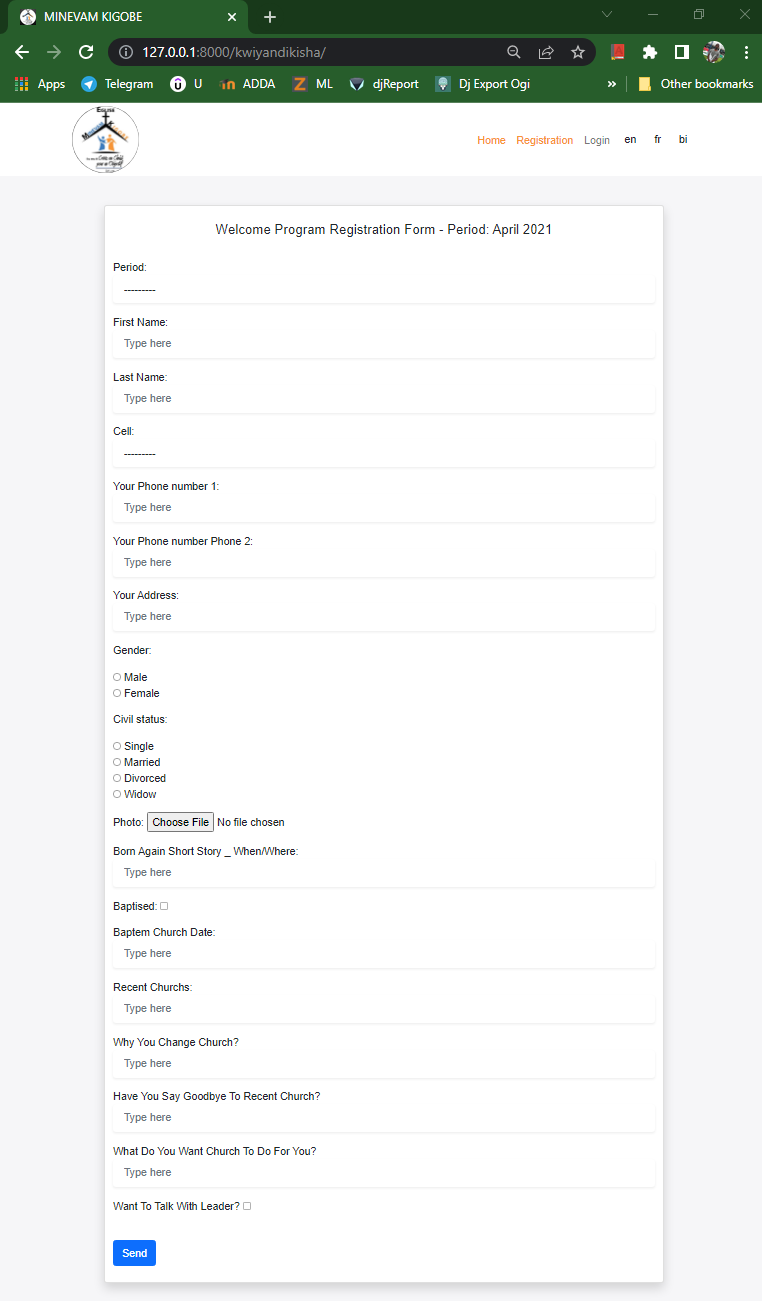 MINEVAM KIGOBE
127.0.0.1:8000/kwiyandikisha/
Apps Telegram U ADDA ML djReport Dj Export Ogi » Other bookmarks
Home Registration Login en fr bi
Welcome Program Registration Form - Period: April 2021
Period:
---------
First Name:
Type here
Last Name:
Type here
Cell:
---------
Your Phone number 1:
Type here
Your Phone number Phone 2:
Type here
Your Address:
Type here
Gender:
Male
Female
Civil status:
Single
Married
Divorced
Widow
Photo: Choose File No file chosen
Born Again Short Story _ When/Where:
Type here
Baptised:
Baptem Church Date:
Type here
Recent Churchs:
Type here
Why You Change Church?
Type here
Have You Say Goodbye To Recent Church?
Type here
What Do You Want Church To Do For You?
Type here
Want To Talk With Leader?
Send